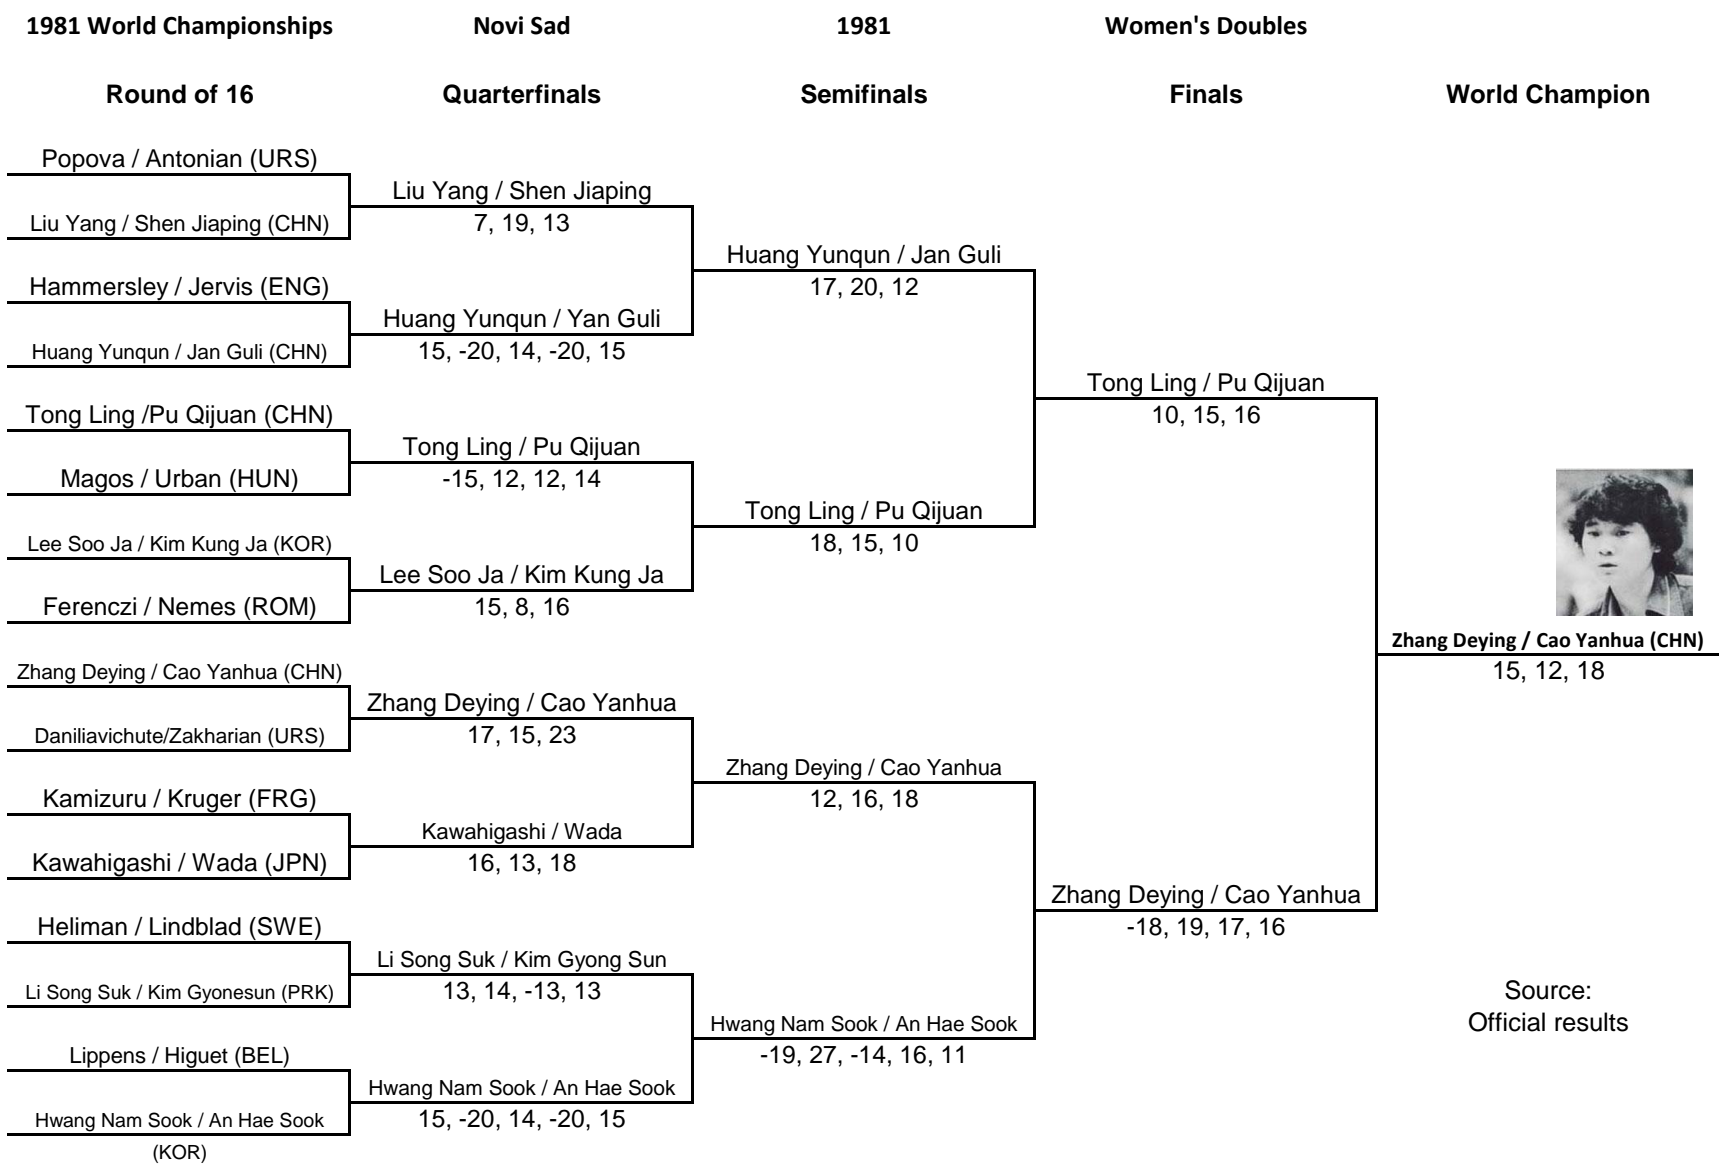 1981 World Championships
Novi Sad
1981
Women's Doubles
Round of 16
Quarterfinals
Semifinals
Finals
World Champion
Popova / Antonian (URS)
Liu Yang / Shen Jiaping (CHN)
Hammersley / Jervis (ENG)
Huang Yunqun / Jan Guli (CHN)
Tong Ling /Pu Qijuan (CHN)
Magos / Urban (HUN)
Lee Soo Ja / Kim Kung Ja (KOR)
Ferenczi / Nemes (ROM)
Zhang Deying / Cao Yanhua (CHN)
Daniliavichute/Zakharian (URS)
Kamizuru / Kruger (FRG)
Kawahigashi / Wada (JPN)
Heliman / Lindblad (SWE)
Li Song Suk / Kim Gyonesun (PRK)
Lippens / Higuet (BEL)
Hwang Nam Sook / An Hae Sook
(KOR)
Liu Yang / Shen Jiaping
7, 19, 13
Huang Yunqun / Yan Guli
15, -20, 14, -20, 15
Tong Ling / Pu Qijuan
-15, 12, 12, 14
Lee Soo Ja / Kim Kung Ja
15, 8, 16
Zhang Deying / Cao Yanhua
17, 15, 23
Kawahigashi / Wada
16, 13, 18
Li Song Suk / Kim Gyong Sun
13, 14, -13, 13
Hwang Nam Sook / An Hae Sook
15, -20, 14, -20, 15
Huang Yunqun / Jan Guli
17, 20, 12
Tong Ling / Pu Qijuan
18, 15, 10
Zhang Deying / Cao Yanhua
12, 16, 18
Hwang Nam Sook / An Hae Sook
-19, 27, -14, 16, 11
Tong Ling / Pu Qijuan
10, 15, 16
Zhang Deying / Cao Yanhua
-18, 19, 17, 16
Zhang Deying / Cao Yanhua (CHN)
15, 12, 18
Source:
Official results